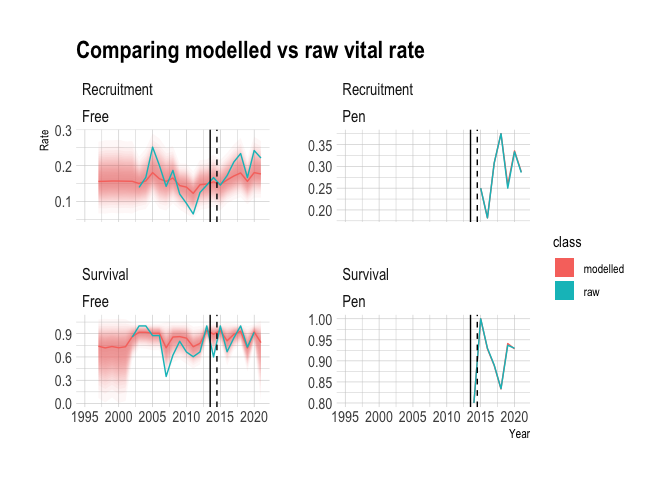 Comparing modelled vs raw vital rate
Recruitment
Free
Recruitment
Pen
Rate
0.3
0.2
0.1
0.35
0.30
0.25
0.20
Survival
Free
Survival
Pen
0.9
0.6
0.3
0.0
1.00
0.95
0.90
0.85
0.80
1995 2000 2005 2010 2015 2020
1995 2000 2005 2010 2015 2020
Year
class
modelled
raw